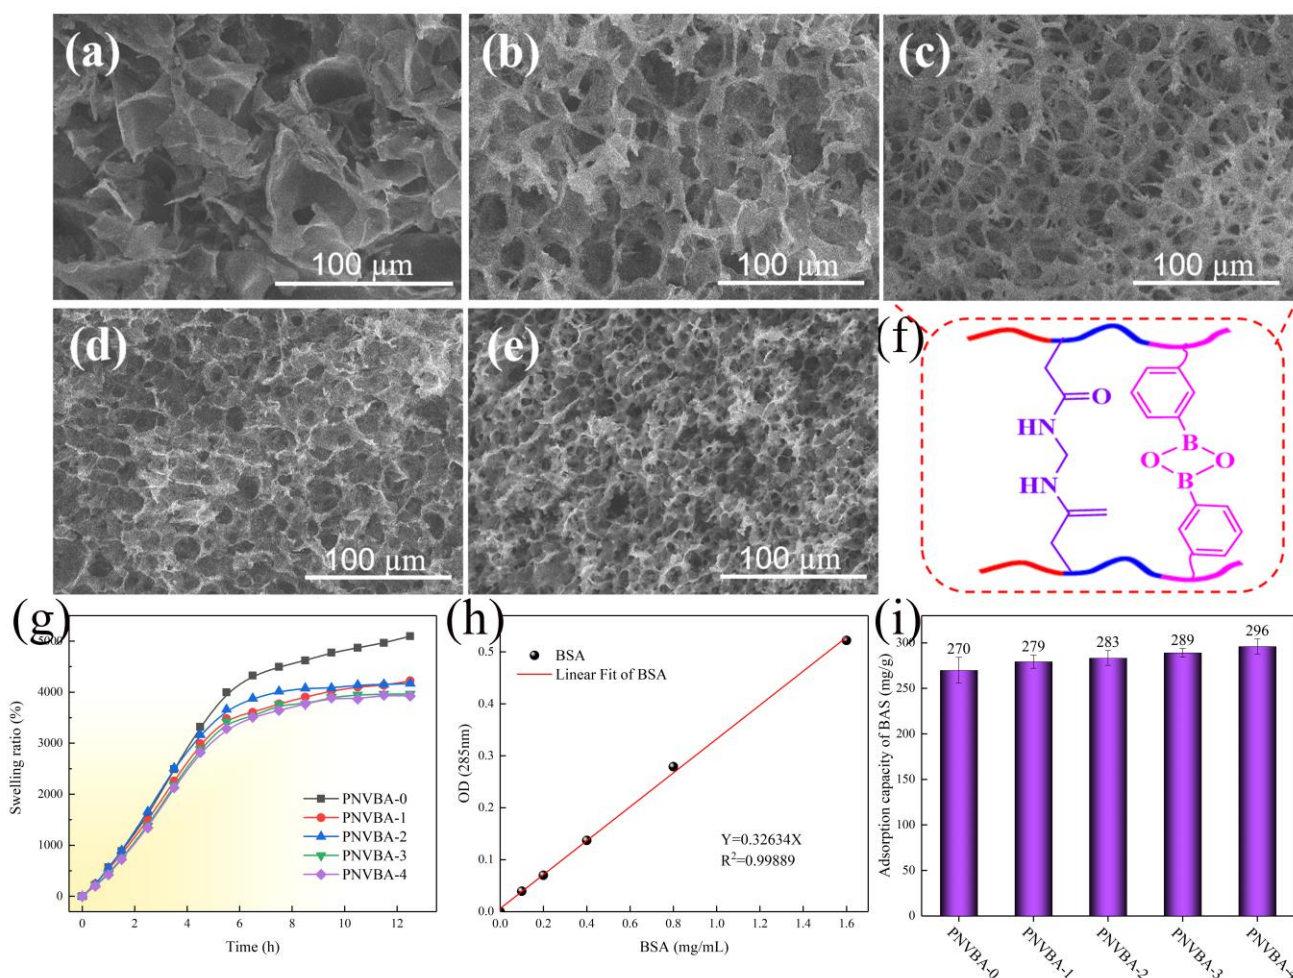 (a)
100 µm
(b)
100 µm
(c)
100 µm
(d)
100 µm
(e)
100 µm
(f)
O
HN
HN
B
O
O
B
(g)
Swelling ratio (%)
5000
4000
3000
2000
1000
0
PNVBA-0
PNVBA-1
PNVBA-2
PNVBA-3
PNVBA-4
0 2 4 6 8 10 12
Time (h)
(h)
OD (285nm)
0.5
0.4
0.3
0.2
0.1
0.0
BSA
Linear Fit of BSA
Y=0.32634X
R²=0.99889
0.0 0.2 0.4 0.6 0.8 1.0 1.2 1.4 1.6
BSA (mg/mL)
(i)
Adsorption capacity of BAS (mg/g)
300
250
200
150
100
50
0
270 279 283 289 296
PNVBA-0
PNVBA-1
PNVBA-2
PNVBA-3
PNVBA-4